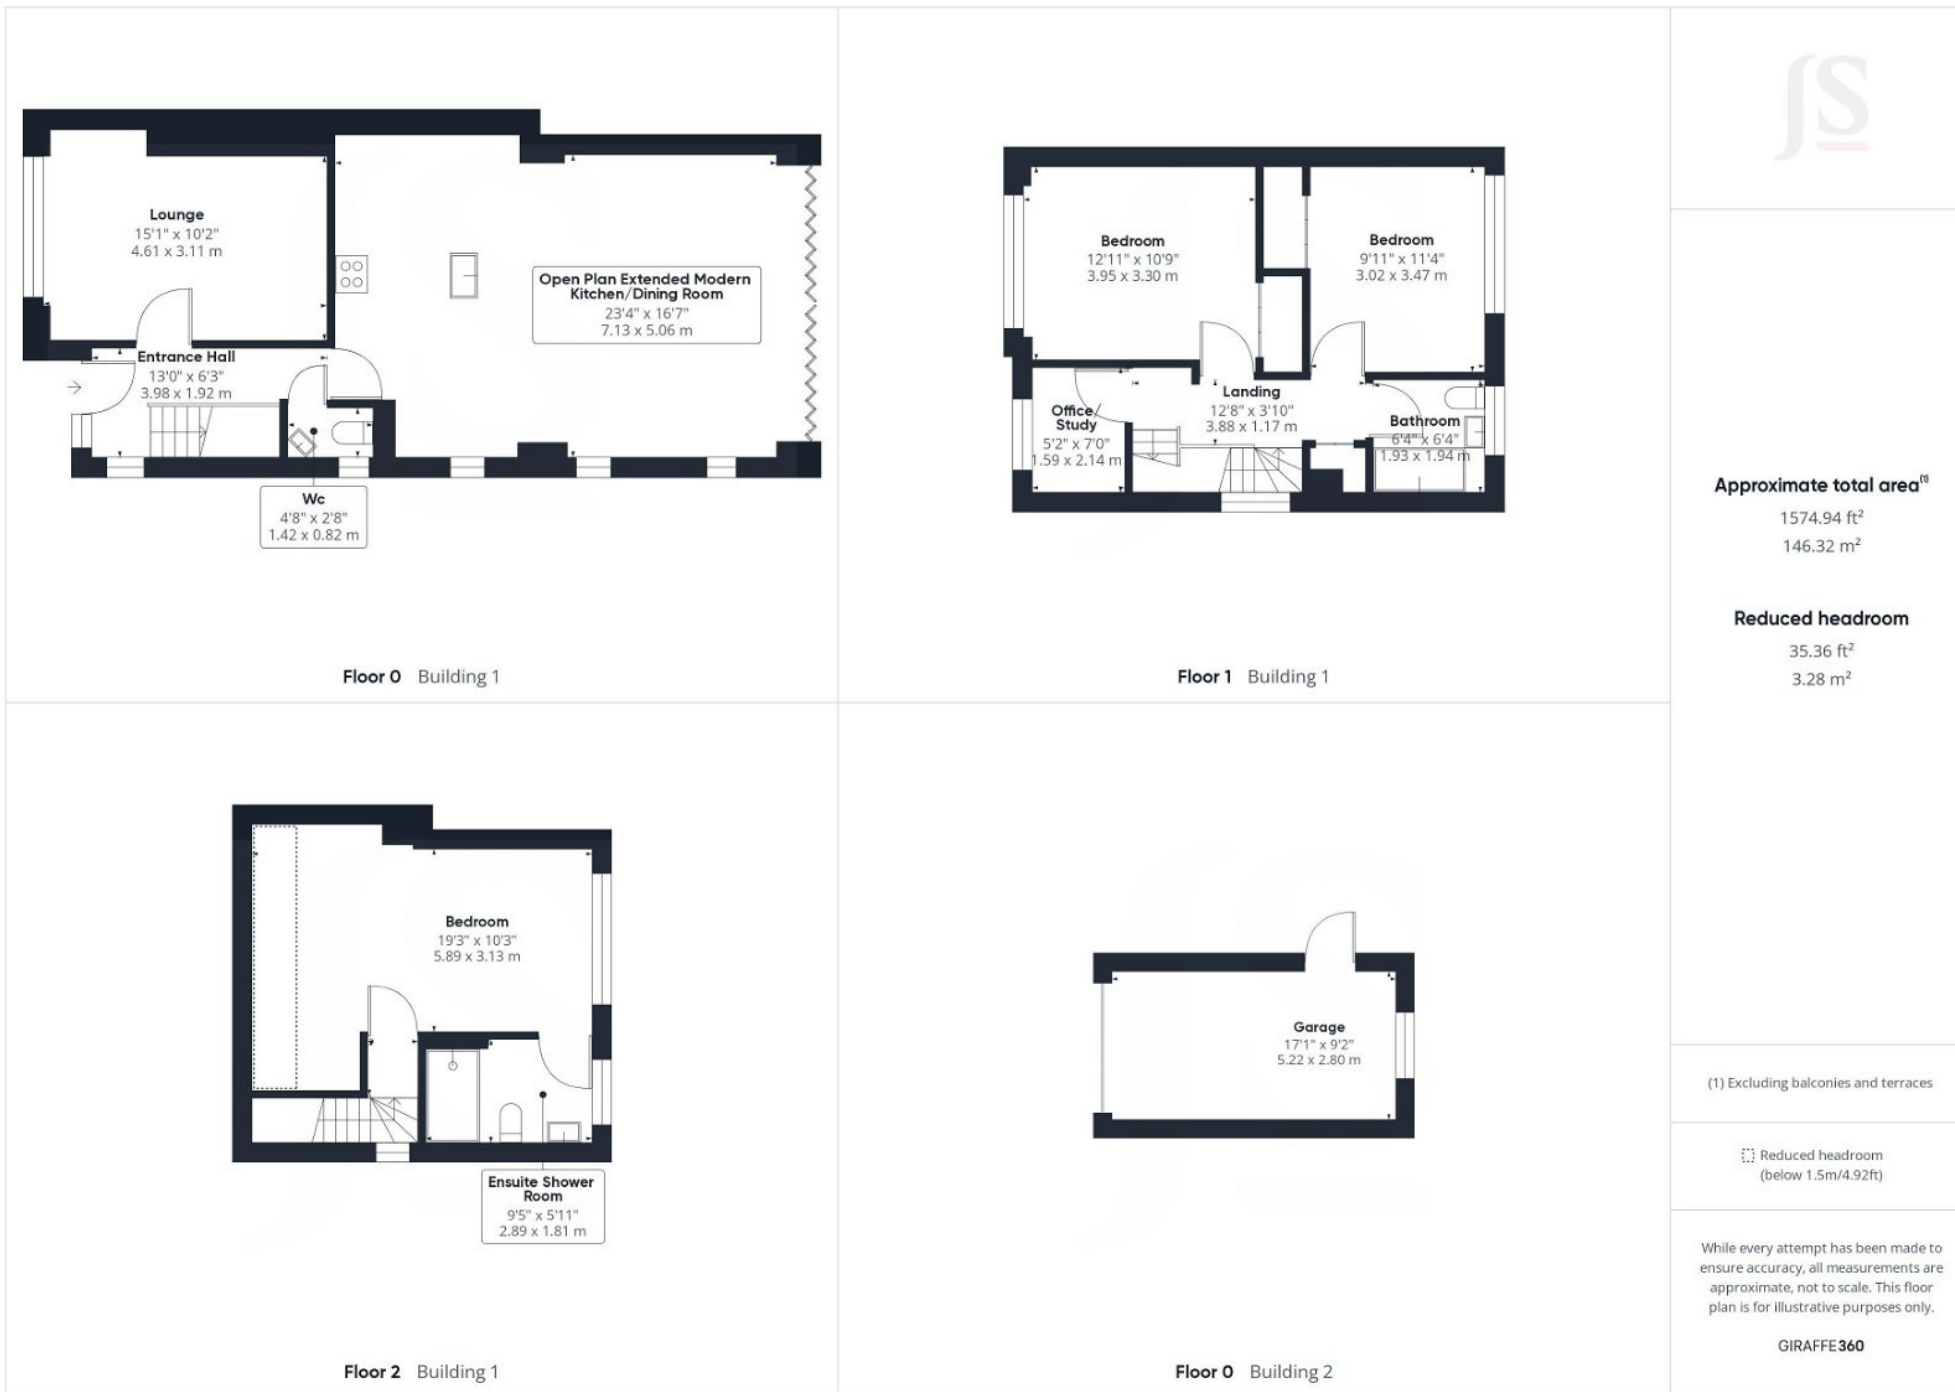 Lounge
15'1" x 10'2"
4.61 x 3.11 m
Open Plan Extended Modern
Kitchen/Dining Room
23'4" x 16'7"
7.13 x 5.06 m
Entrance Hall
13'0" x 6'3"
3.98 x 1.92 m
Wc
4'8" x 2'8"
1.42 x 0.82 m
Floor 0 Building 1
Bedroom
12'11" x 10'9"
3.95 x 3.30 m
Bedroom
9'11" x 11'4"
3.02 x 3.47 m
Landing
12'8" x 3'10"
3.88 x 1.17 m
Office/
Study
5'2" x 7'0"
1.59 x 2.14 m
Bathroom
6'4" x 6'4"
1.93 x 1.94 m
Floor 1 Building 1
Bedroom
19'3" x 10'3"
5.89 x 3.13 m
Ensuite Shower
Room
9'5" x 5'11"
2.89 x 1.81 m
Floor 2 Building 1
Garage
17'1" x 9'2"
5.22 x 2.80 m
Floor 0 Building 2
JS
Approximate total area(1)
1574.94 ft²
146.32 m²
Reduced headroom
35.36 ft²
3.28 m²
(1) Excluding balconies and terraces
Reduced headroom
(below 1.5m/4.92ft)
While every attempt has been made to
ensure accuracy, all measurements are
approximate, not to scale. This floor
plan is for illustrative purposes only.
GIRAFFE360